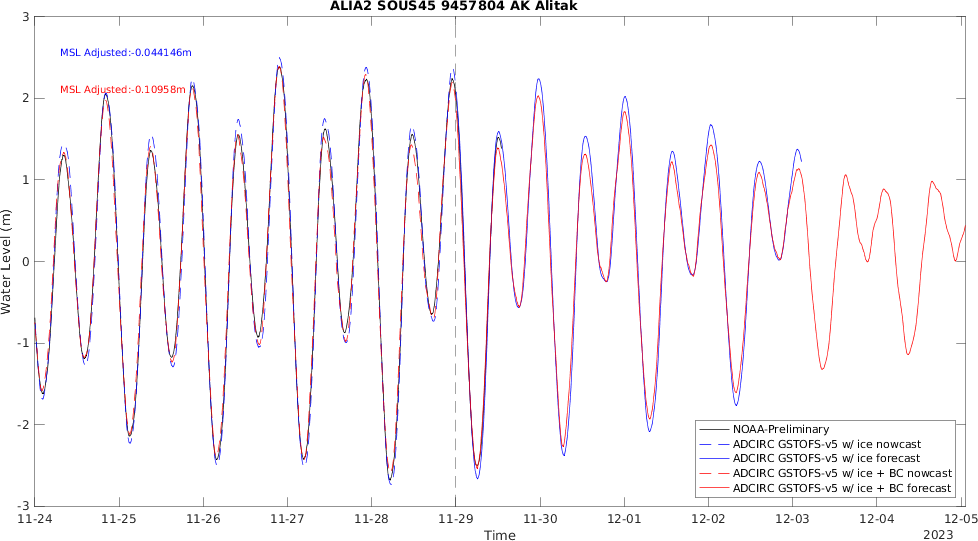 ALIA2 SOUS45 9457804 AK Alitak
MSL Adjusted:-0.044146m
MSL Adjusted:-0.10958m
Water Level (m)
3
2
1
0
-1
-2
-3
NOAA-Preliminary
ADCIRC GSTOFS-v5 w/ ice nowcast
ADCIRC GSTOFS-v5 w/ ice forecast
ADCIRC GSTOFS-v5 w/ ice + BC nowcast
ADCIRC GSTOFS-v5 w/ ice + BC forecast
11-24 11-25 11-26 11-27 11-28 11-29 11-30 12-01 12-02 12-03 12-04 12-05
Time
2023